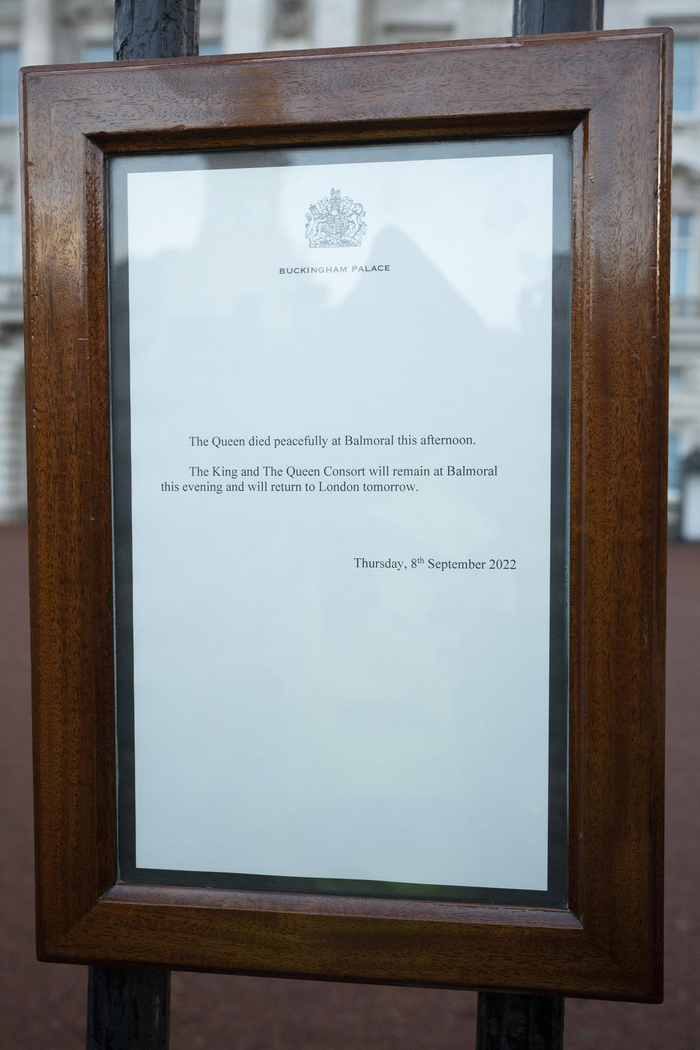 BUCKINGHAM PALACE
The Queen died peacefully at Balmoral this afternoon.
The King and The Queen Consort will remain at Balmoral
this evening and will return to London tomorrow.
Thursday, 8th September 2022